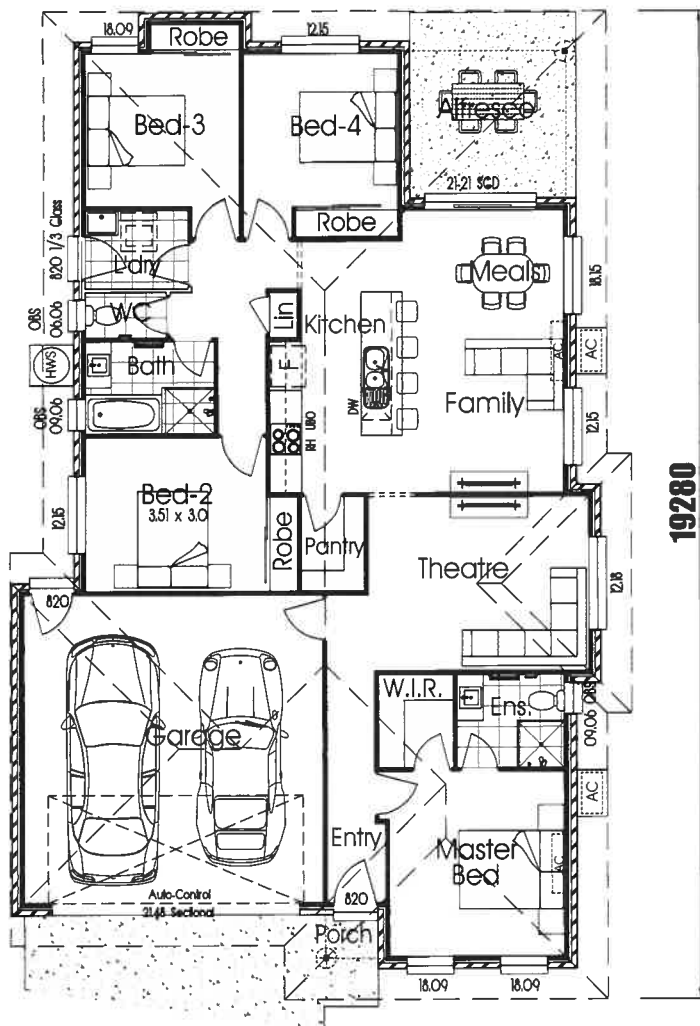 18.09
Robe
12.15
Bed-3
Bed-4
Alfresco
21-21 SGD
Robe
820 1/3 Glass
L'dry
Meals
18.15
OBS
06.06
W.C
Lin
Kitchen
HWS
Bath
F
AC
AC
OBS
09.06
DW
Family
RH
UBO
12.15
Bed-2
3.51 x 3.0
12.15
Robe
Pantry
Theatre
19280
820
12.18
W.I.R.
Ens.
09.06 OBS
Garage
AC
Entry
Master
Bed
AC
Auto-Control
21.48 Sectional
820
Porch
18.09
18.09